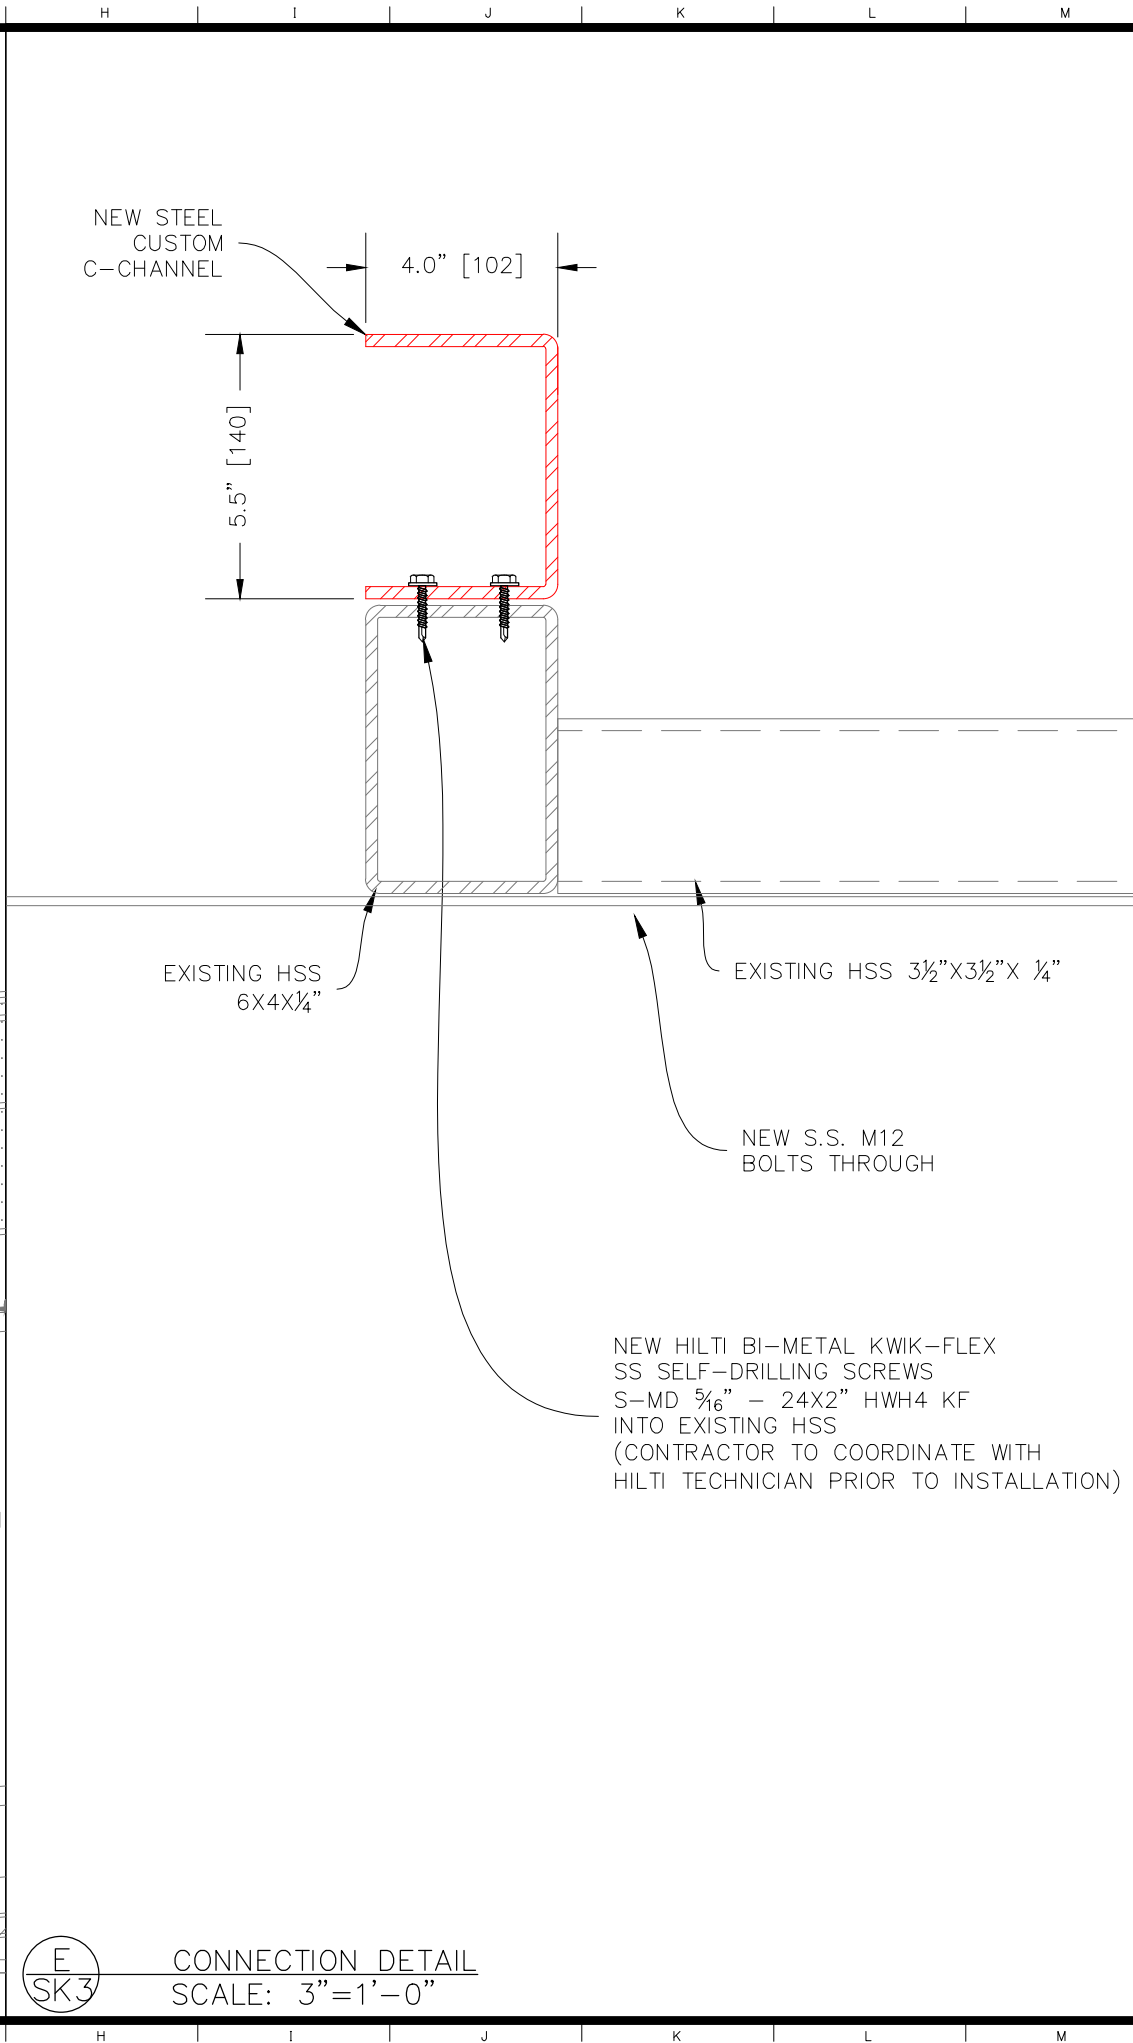 H I J K L M
NEW STEEL
CUSTOM
C-CHANNEL
4.0" [102]
5.5" [140]
EXISTING HSS
6X4X¼"
EXISTING HSS 3½"X3½"X ¼"
NEW S.S. M12
BOLTS THROUGH
NEW HILTI BI-METAL KWIK-FLEX
SS SELF-DRILLING SCREWS
S-MD 5⁄16" - 24X2" HWH4 KF
INTO EXISTING HSS
(CONTRACTOR TO COORDINATE WITH
HILTI TECHNICIAN PRIOR TO INSTALLATION)
E
SK3
CONNECTION DETAIL
SCALE: 3"=1'-0"
H I J K L M